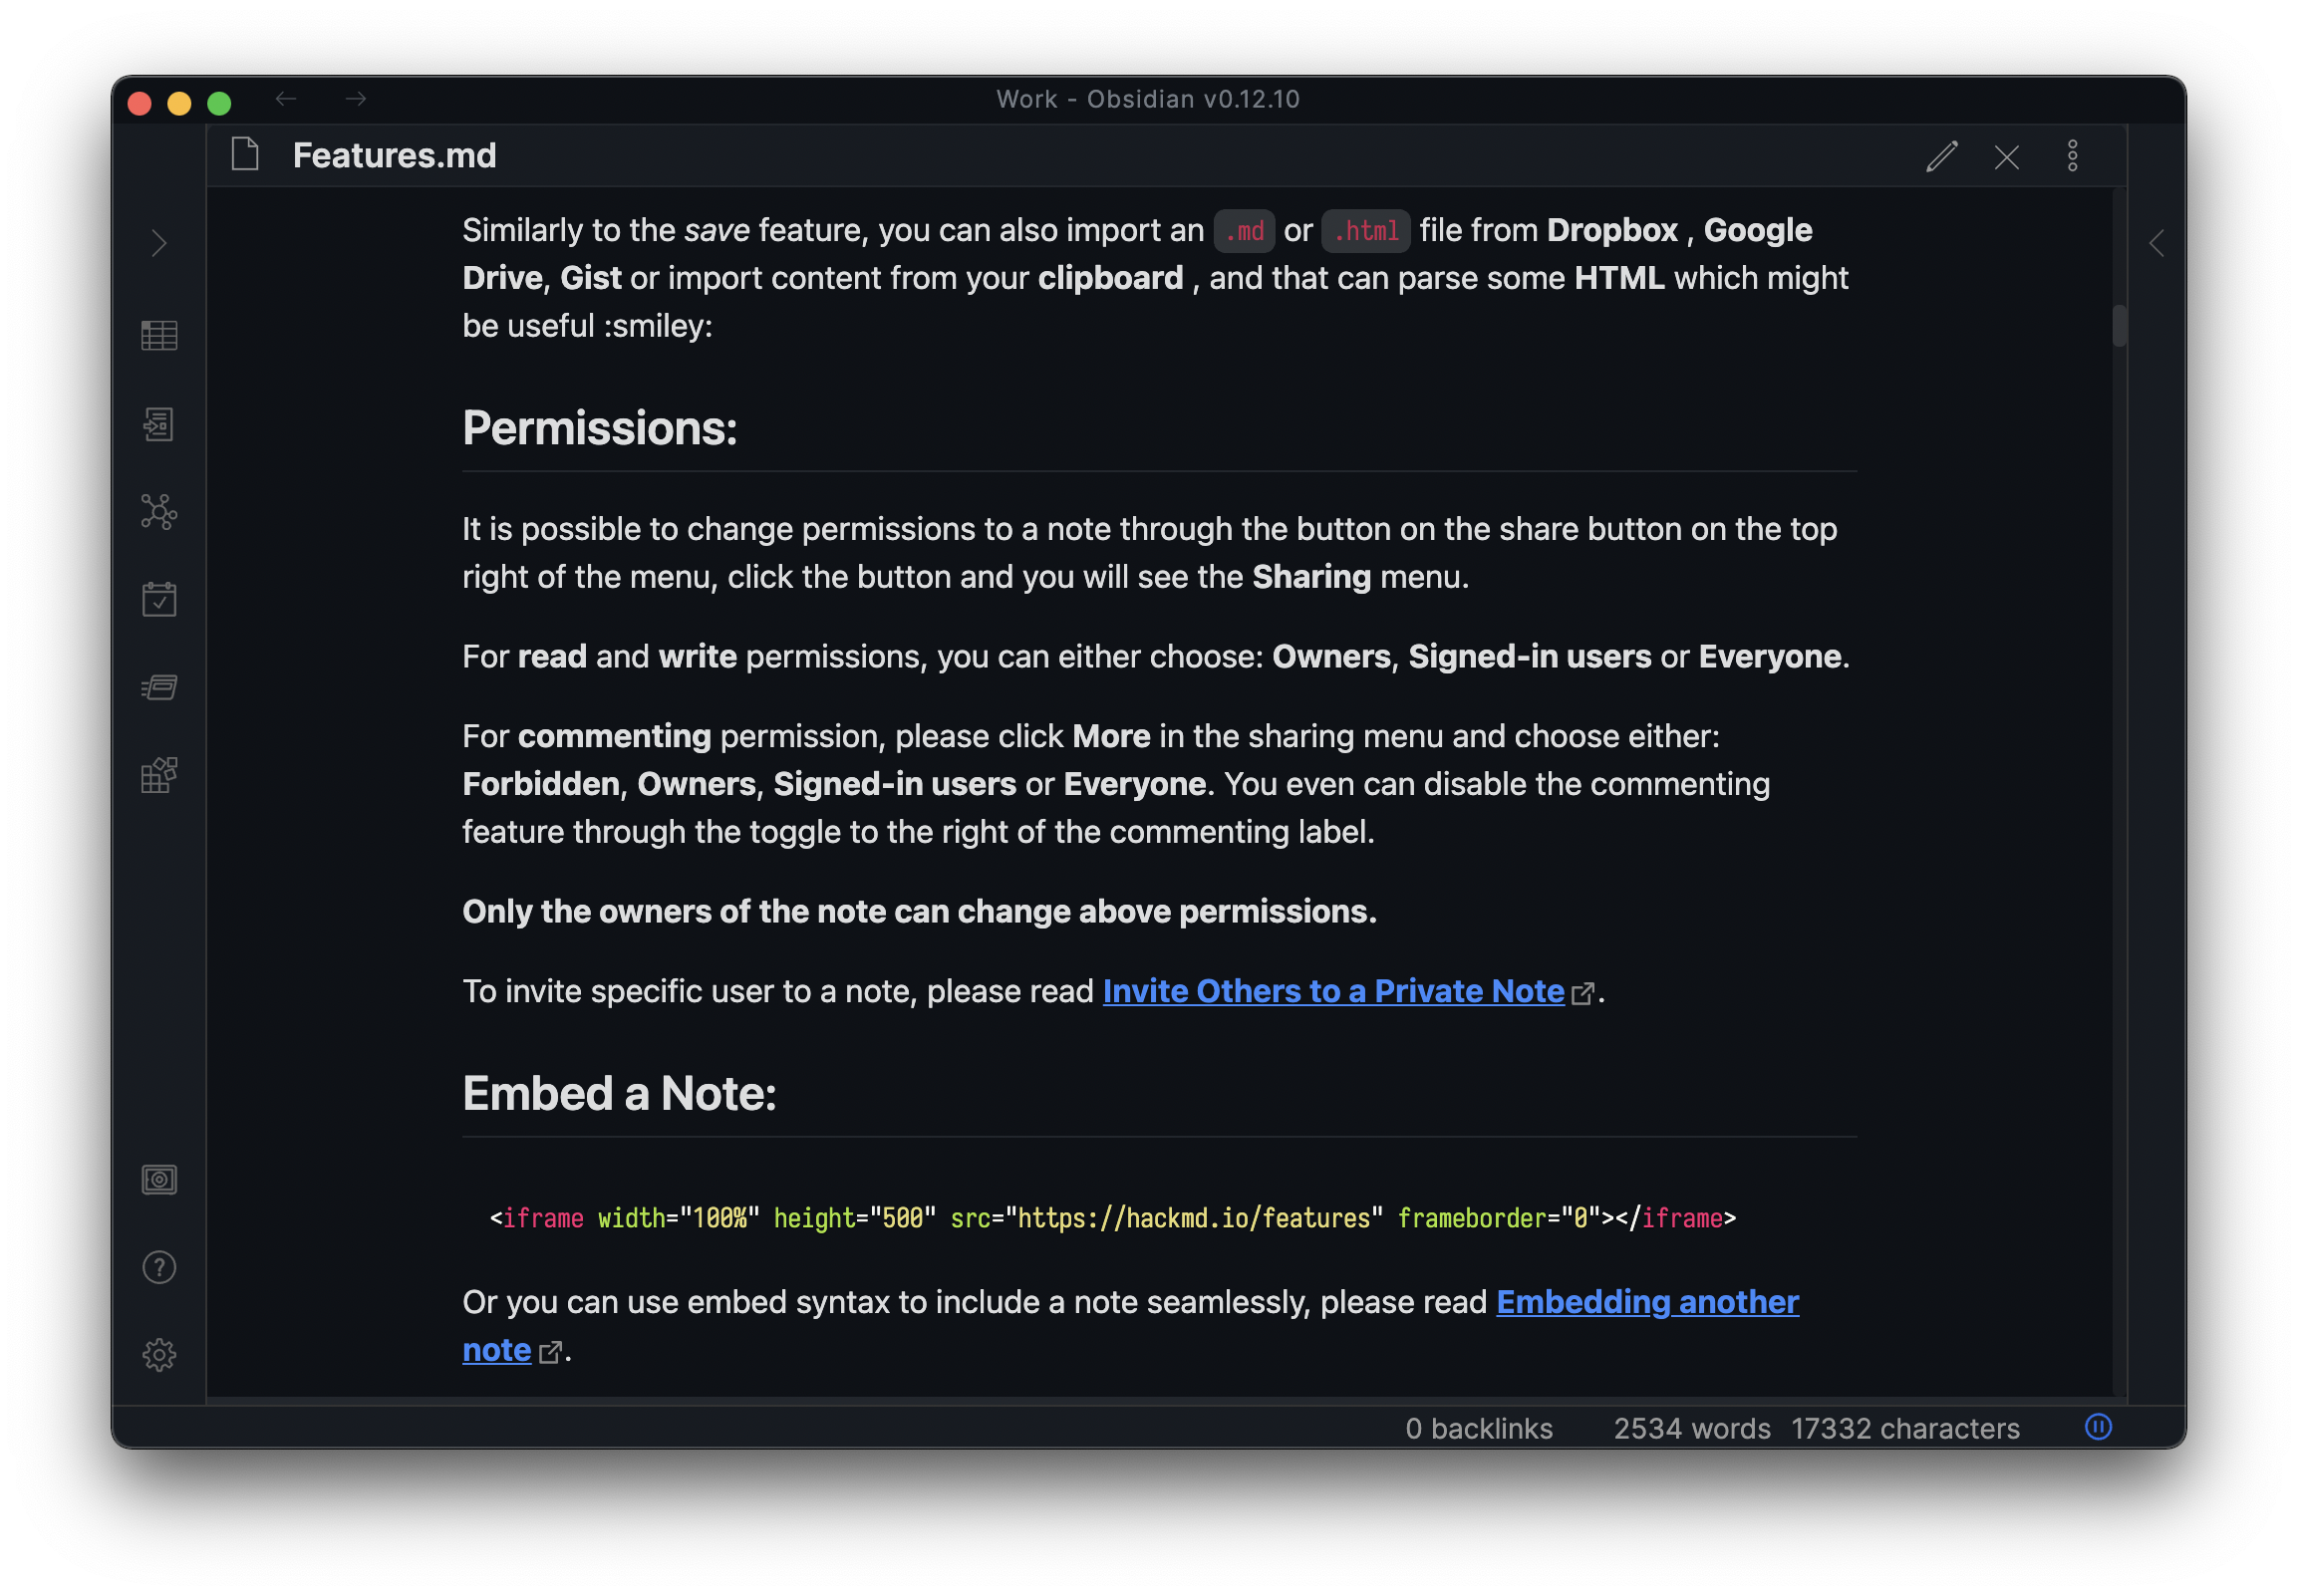 Work - Obsidian v0.12.10
Features.md
Similarly to the save feature, you can also import an .md or .html file from Dropbox , Google
Drive, Gist or import content from your clipboard , and that can parse some HTML which might
be useful :smiley:
Permissions:
It is possible to change permissions to a note through the button on the share button on the top
right of the menu, click the button and you will see the Sharing menu.
For read and write permissions, you can either choose: Owners, Signed-in users or Everyone.
For commenting permission, please click More in the sharing menu and choose either:
Forbidden, Owners, Signed-in users or Everyone. You even can disable the commenting
feature through the toggle to the right of the commenting label.
Only the owners of the note can change above permissions.
To invite specific user to a note, please read Invite Others to a Private Note.
Embed a Note:
<iframe width="100%" height="500" src="https://hackmd.io/features" frameborder="0"></iframe>
Or you can use embed syntax to include a note seamlessly, please read Embedding another
note.
0 backlinks 2534 words 17332 characters